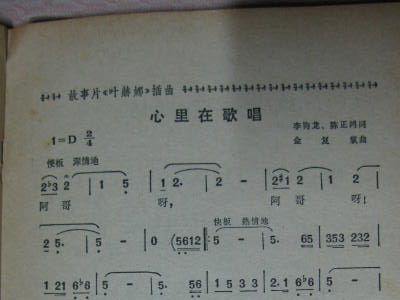 故事片《叶赫娜》插曲
心里在歌唱
李钧龙、陈正鸿词
1=D 2/4 金复载曲
慢板 深情地
2♭3 2 | 1 5 | 1 2. | 2 - | 2♯1 2 | 2 -
阿哥 呀, 阿哥 呀!
快板 热情地
2 5. | 5 - | 0 (5612 | 5 - | 5. 65 | 353 232
1 21 6♭6 | 5 - | 1 5 3 3 | 2.1 6♭6 | 5 -